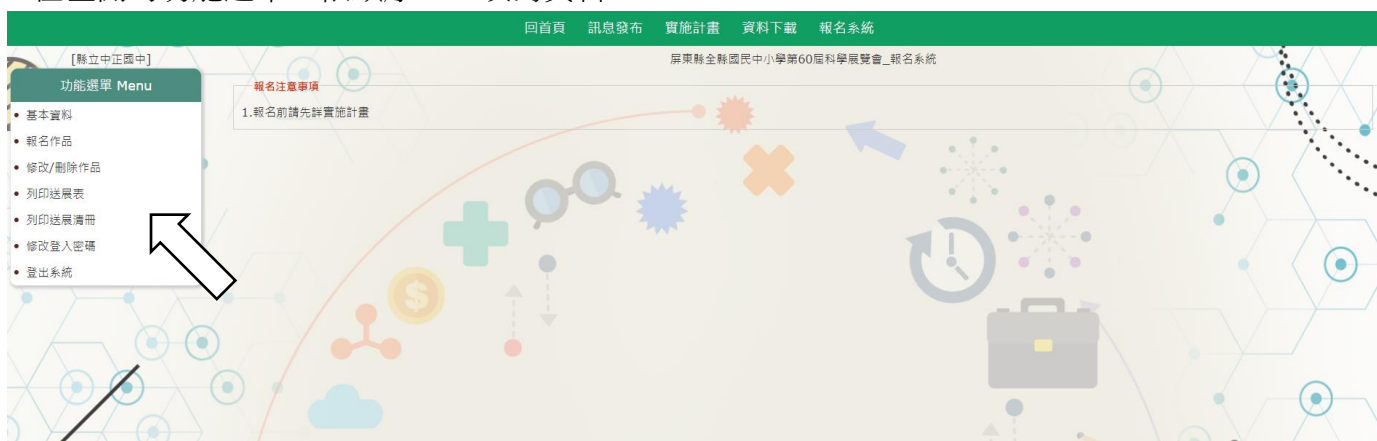 回首頁 訊息發布 實施計畫 資料下載 報名系統
[縣立中正國中]
屏東縣全縣國民中小學第60屆科學展覽會_報名系統
功能選單 Menu
報名注意事項
1.報名前請先詳實施計畫
基本資料
報名作品
修改/刪除作品
列印送展表
列印送展清冊
修改登入密碼
登出系統